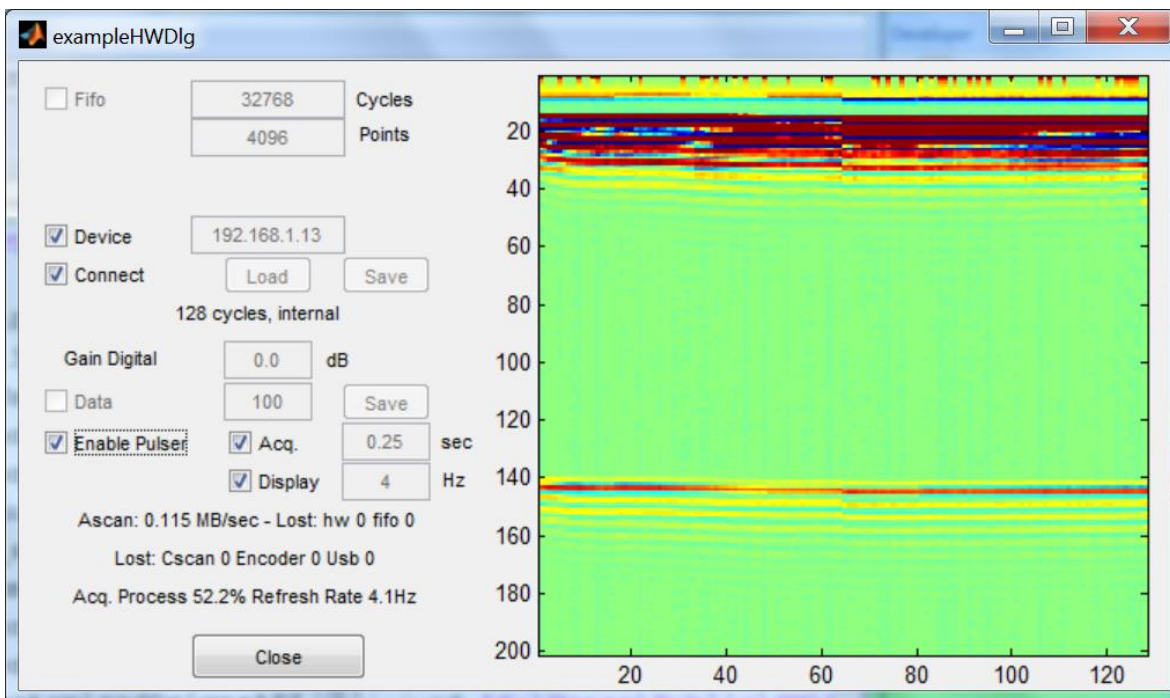 exampleHWDlg
Fifo 32768 Cycles
4096 Points
Device 192.168.1.13
Connect Load Save
128 cycles, internal
Gain Digital 0.0 dB
Data 100 Save
Enable Pulser Acq. 0.25 sec
Display 4 Hz
Ascan: 0.115 MB/sec - Lost: hw 0 fifo 0
Lost: Cscan 0 Encoder 0 Usb 0
Acq. Process 52.2% Refresh Rate 4.1Hz
Close
20
40
60
80
100
120
140
160
180
200
20 40 60 80 100 120